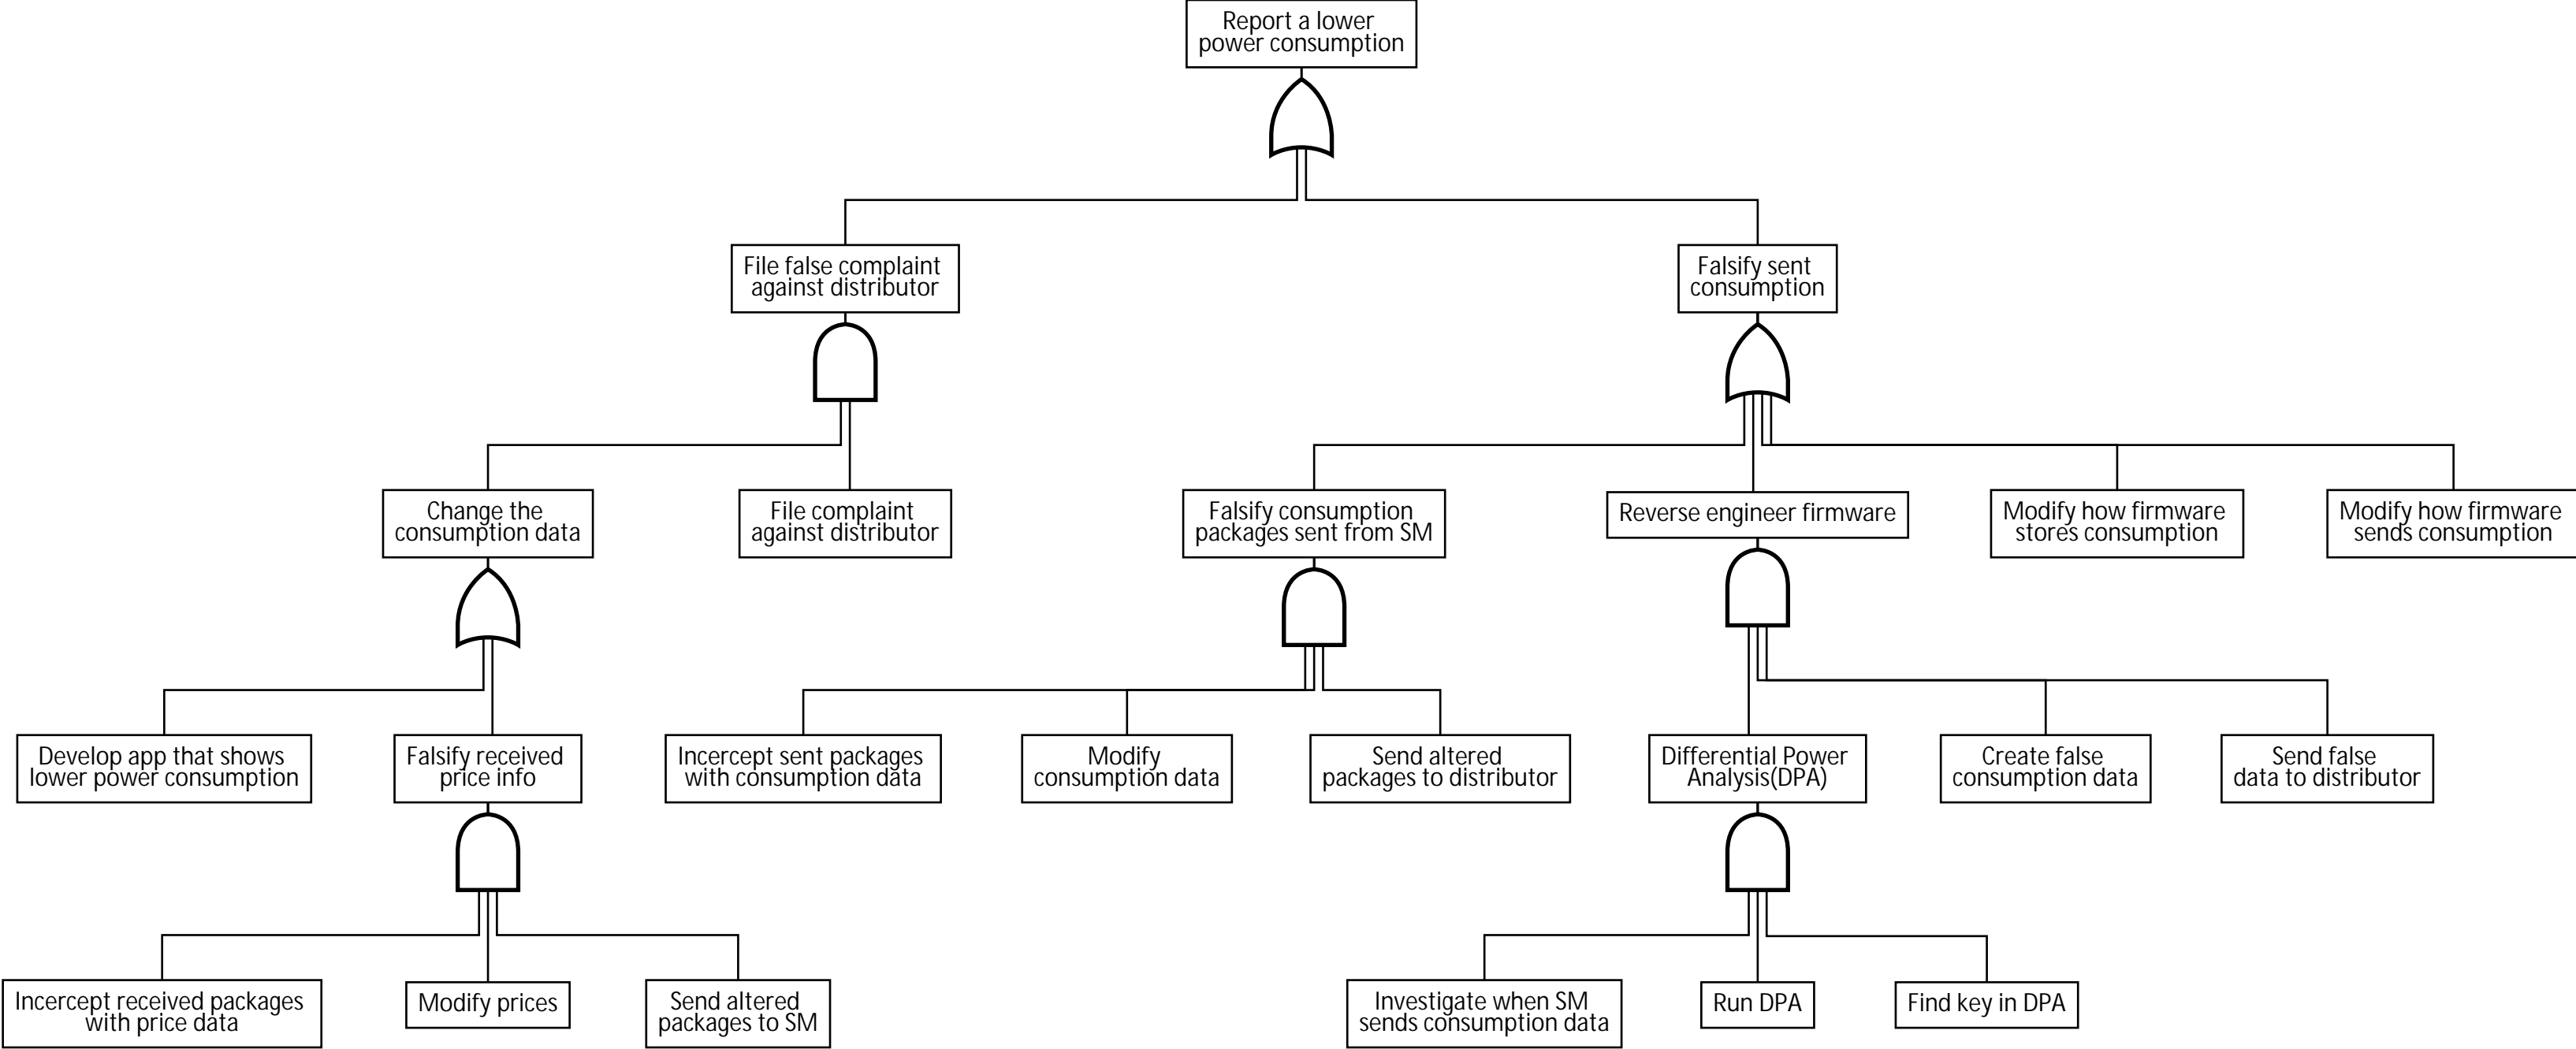 Report a lower
power consumption
File false complaint
against distributor
Falsify sent
consumption
Change the
consumption data
File complaint
against distributor
Falsify consumption
packages sent from SM
Reverse engineer firmware
Modify how firmware
stores consumption
Modify how firmware
sends consumption
Develop app that shows
lower power consumption
Falsify received
price info
Incercept sent packages
with consumption data
Modify
consumption data
Send altered
packages to distributor
Differential Power
Analysis(DPA)
Create false
consumption data
Send false
data to distributor
Incercept received packages
with price data
Modify prices
Send altered
packages to SM
Investigate when SM
sends consumption data
Run DPA
Find key in DPA